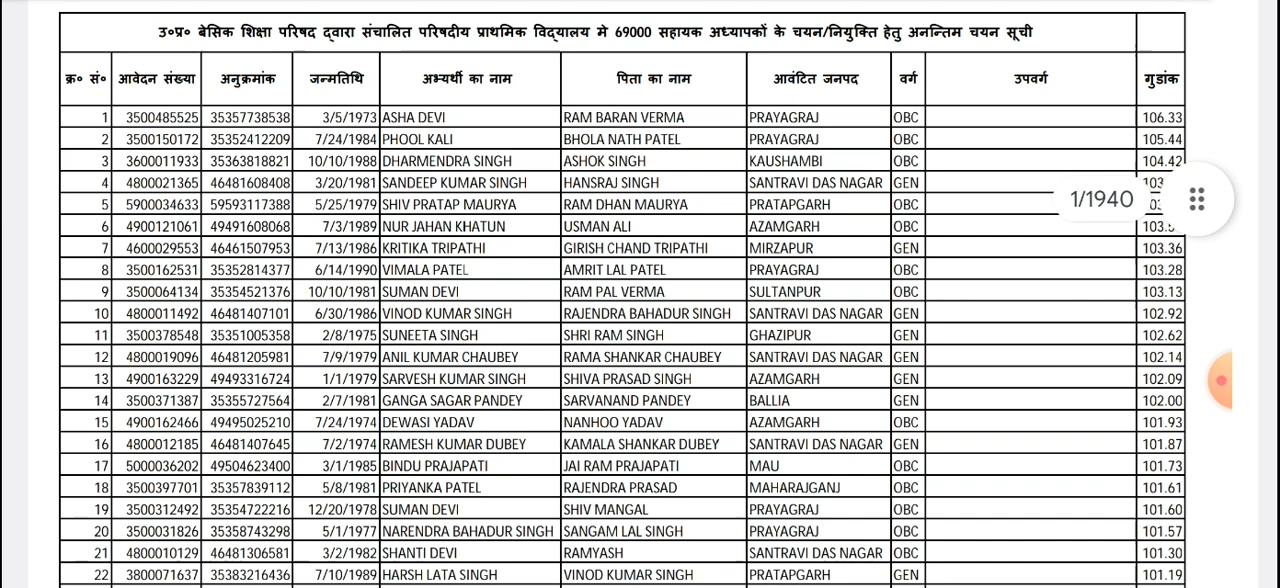 उ०प्र० बेसिक शिक्षा परिषद द्वारा संचालित परिषदीय प्राथमिक विद्यालय मे 69000 सहायक अध्यापकों के चयन/नियुक्ति हेतु अनन्तिम चयन सूची
क्र० सं० आवेदन संख्या अनुक्रमांक जन्मतिथि अभ्यर्थी का नाम पिता का नाम आवंटित जनपद वर्ग उपवर्ग गुडांक
1 3500485525 35357738538 3/5/1973 ASHA DEVI RAM BARAN VERMA PRAYAGRAJ OBC 106.33
2 3500150172 35352412209 7/24/1984 PHOOL KALI BHOLA NATH PATEL PRAYAGRAJ OBC 105.44
3 3600011933 35363818821 10/10/1988 DHARMENDRA SINGH ASHOK SINGH KAUSHAMBI OBC 104.42
4 4800021365 46481608408 3/20/1981 SANDEEP KUMAR SINGH HANSRAJ SINGH SANTRAVI DAS NAGAR GEN
5 5900034633 59593117388 5/25/1979 SHIV PRATAP MAURYA RAM DHAN MAURYA PRATAPGARH OBC
1/1940
6 4900121061 49491608068 7/3/1989 NUR JAHAN KHATUN USMAN ALI AZAMGARH OBC
7 4600029553 46461507953 7/13/1986 KRITIKA TRIPATHI GIRISH CHAND TRIPATHI MIRZAPUR GEN 103.36
8 3500162531 35352814377 6/14/1990 VIMALA PATEL AMRIT LAL PATEL PRAYAGRAJ OBC 103.28
9 3500064134 35354521376 10/10/1981 SUMAN DEVI RAM PAL VERMA SULTANPUR OBC 103.13
10 4800011492 46481407101 6/30/1986 VINOD KUMAR SINGH RAJENDRA BAHADUR SINGH SANTRAVI DAS NAGAR GEN 102.92
11 3500378548 35351005358 2/8/1975 SUNEETA SINGH SHRI RAM SINGH GHAZIPUR GEN 102.62
12 4800019096 46481205981 7/9/1979 ANIL KUMAR CHAUBEY RAMA SHANKAR CHAUBEY SANTRAVI DAS NAGAR GEN 102.14
13 4900163229 49493316724 1/1/1979 SARVESH KUMAR SINGH SHIVA PRASAD SINGH AZAMGARH GEN 102.09
14 3500371387 35355727564 2/7/1981 GANGA SAGAR PANDEY SARVANAND PANDEY BALLIA GEN 102.00
15 4900162466 49495025210 7/24/1974 DEWASI YADAV NANHOO YADAV AZAMGARH OBC 101.93
16 4800012185 46481407645 7/2/1974 RAMESH KUMAR DUBEY KAMALA SHANKAR DUBEY SANTRAVI DAS NAGAR GEN 101.87
17 5000036202 49504623400 3/1/1985 BINDU PRAJAPATI JAI RAM PRAJAPATI MAU OBC 101.73
18 3500397701 35357839112 5/8/1981 PRIYANKA PATEL RAJENDRA PRASAD MAHARAJGANJ OBC 101.61
19 3500312492 35354722216 12/20/1978 SUMAN DEVI SHIV MANGAL PRAYAGRAJ OBC 101.60
20 3500031826 35358743298 5/1/1977 NARENDRA BAHADUR SINGH SANGAM LAL SINGH PRAYAGRAJ OBC 101.57
21 4800010129 46481306581 3/2/1982 SHANTI DEVI RAMYASH SANTRAVI DAS NAGAR OBC 101.30
22 3800071637 35383216436 7/10/1989 HARSH LATA SINGH VINOD KUMAR SINGH PRATAPGARH GEN 101.19